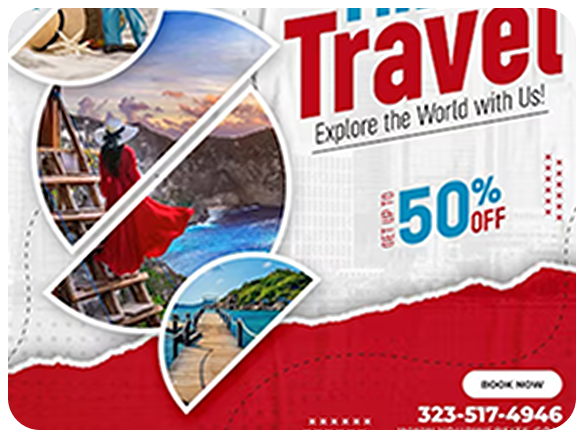 Travel
Explore the World with Us!
GET UP TO
50%
OFF
BOOK NOW
323-517-4946